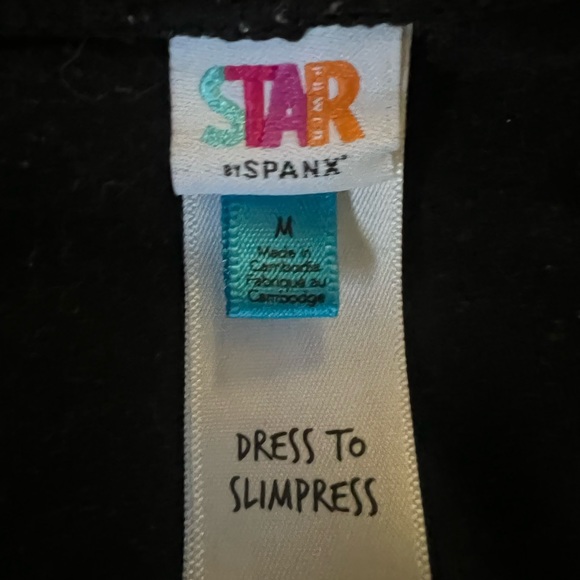 STAR
POWER
BY SPANX®
M
Made in
Cambodia
Fabriqué au
Cambodge
DRESS TO
SLIMPRESS